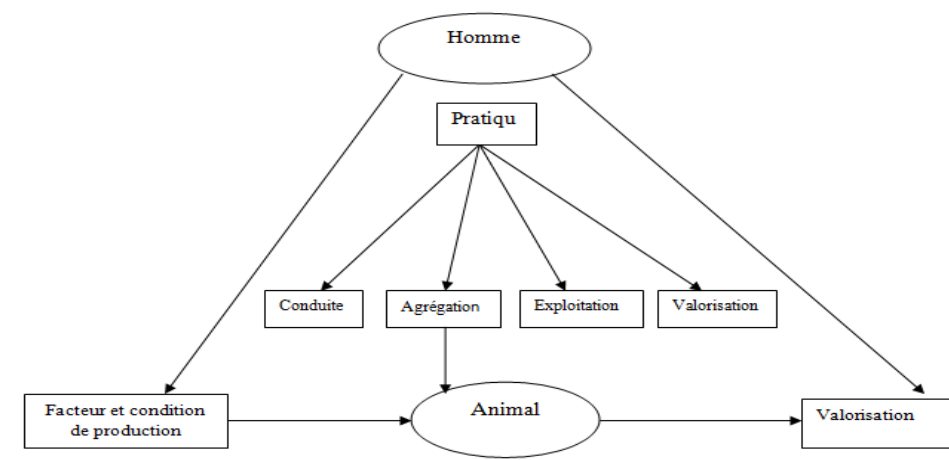 Homme
Pratiqu
Conduite
Agrégation
Exploitation
Valorisation
Facteur et condition
de production
Animal
Valorisation